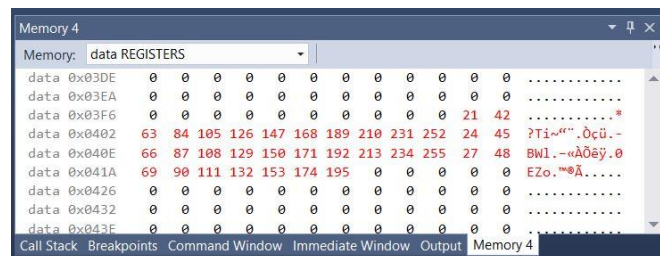 Memory 4
Memory: data REGISTERS
data 0x03DE 0 0 0 0 0 0 0 0 0 0 0 0 ............
data 0x03EA 0 0 0 0 0 0 0 0 0 0 0 0 ............
data 0x03F6 0 0 0 0 0 0 0 0 0 0 21 42 ...........*
data 0x0402 63 84 105 126 147 168 189 210 231 252 24 45 ?Ti~“¨.Òçü.-
data 0x040E 66 87 108 129 150 171 192 213 234 255 27 48 BWl.–«ÀÕêÿ.0
data 0x041A 69 90 111 132 153 174 195 0 0 0 0 0 EZo.™®Ã.....
data 0x0426 0 0 0 0 0 0 0 0 0 0 0 0 ............
data 0x0432 0 0 0 0 0 0 0 0 0 0 0 0 ............
data 0x043E 0 0 0 0 0 0 0 0 0 0 0 0 ............
Call Stack Breakpoints Command Window Immediate Window Output Memory 4